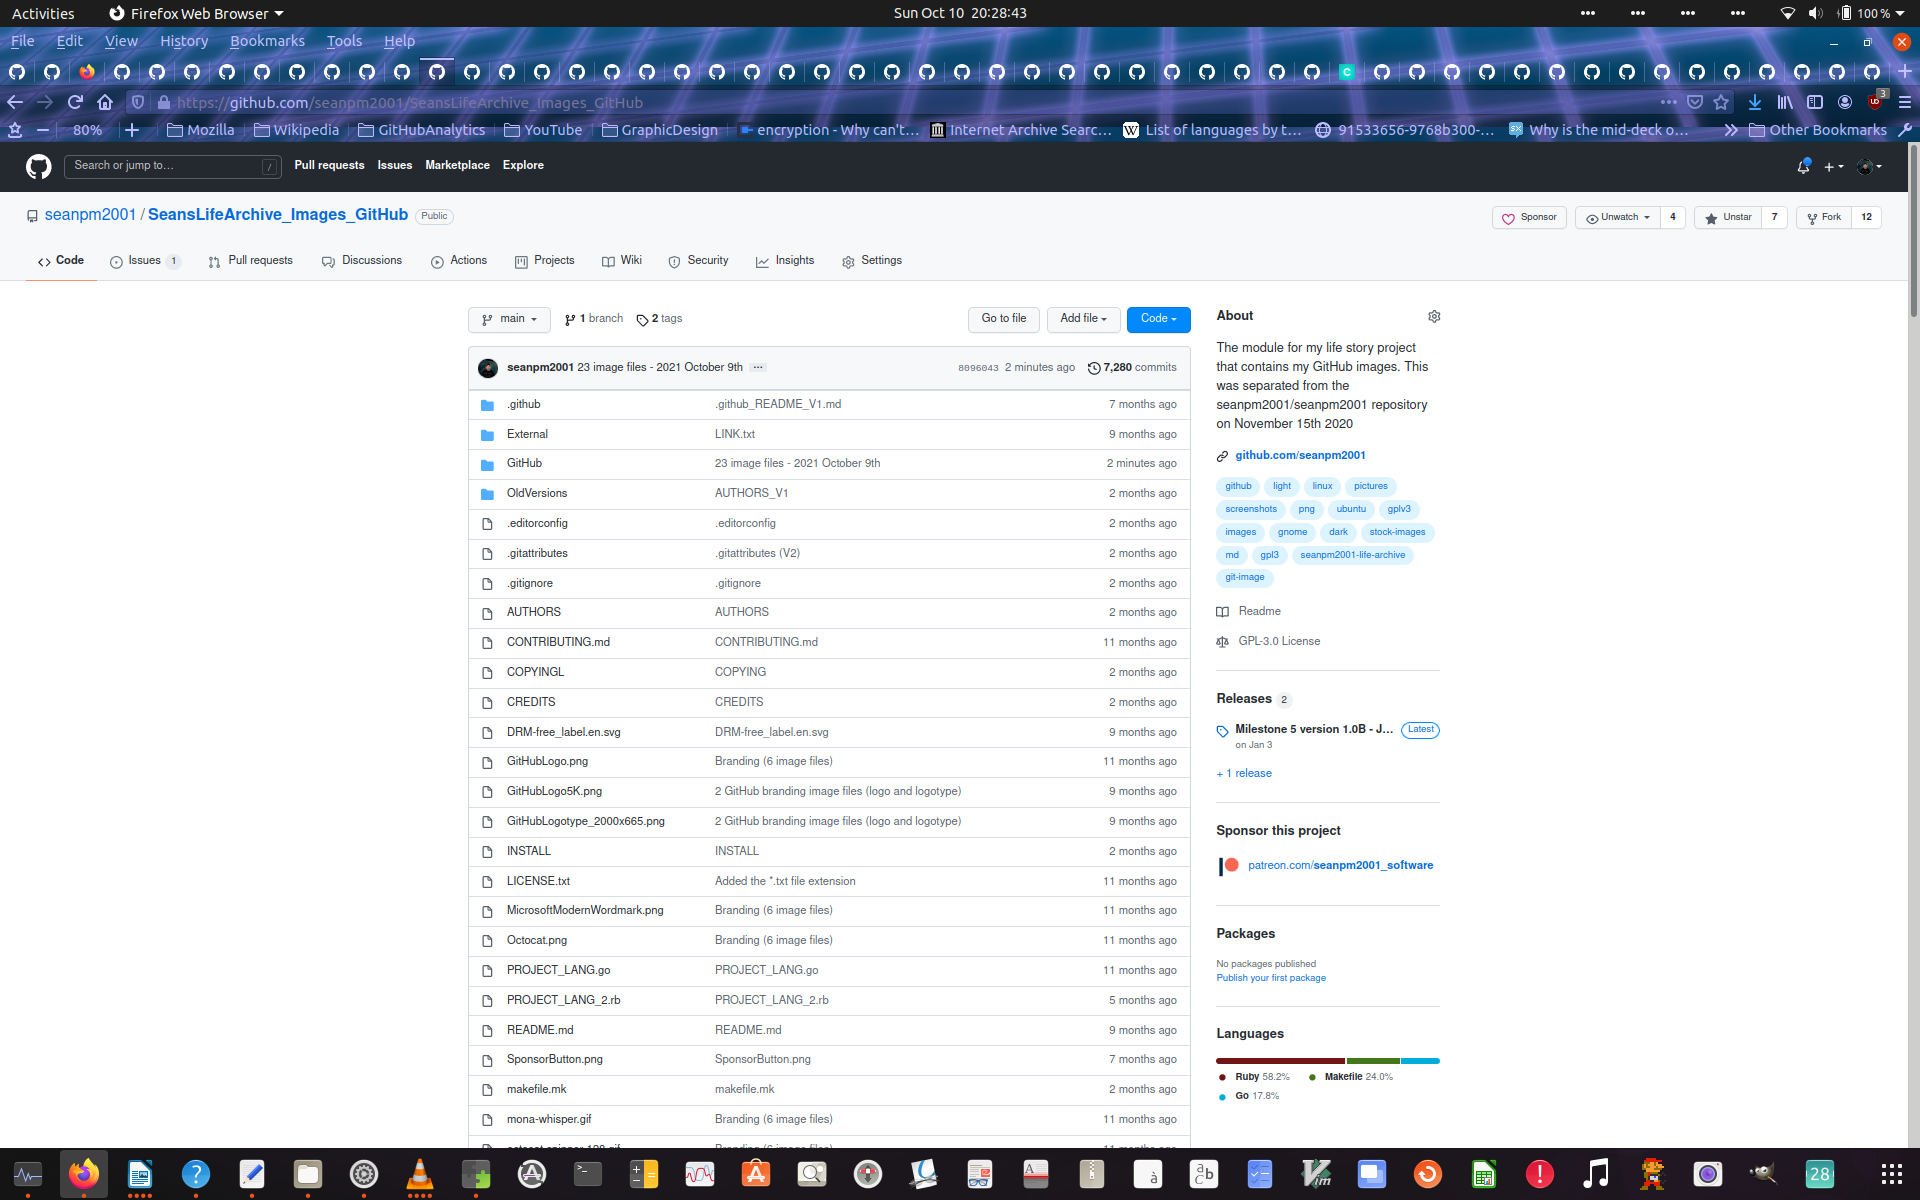 Activities Firefox Web Browser Sun Oct 10 20:28:43 100 %
File Edit View History Bookmarks Tools Help
https://github.com/seanpm2001/SeansLifeArchive_Images_GitHub 3
80% Mozilla Wikipedia GitHubAnalytics YouTube GraphicDesign encryption - Why can't… Internet Archive Searc… List of languages by t… 91533656-9768b300-… Why is the mid-deck o… Other Bookmarks
Search or jump to… / Pull requests Issues Marketplace Explore
seanpm2001 / SeansLifeArchive_Images_GitHub Public Sponsor Unwatch 4 Unstar 7 Fork 12
Code Issues 1 Pull requests Discussions Actions Projects Wiki Security Insights Settings
main 1 branch 2 tags Go to file Add file Code
seanpm2001 23 image files - 2021 October 9th ··· 8096043 2 minutes ago 7,280 commits
.github .github_README_V1.md 7 months ago
External LINK.txt 9 months ago
GitHub 23 image files - 2021 October 9th 2 minutes ago
OldVersions AUTHORS_V1 2 months ago
.editorconfig .editorconfig 2 months ago
.gitattributes .gitattributes (V2) 2 months ago
.gitignore .gitignore 2 months ago
AUTHORS AUTHORS 2 months ago
CONTRIBUTING.md CONTRIBUTING.md 11 months ago
COPYINGL COPYING 2 months ago
CREDITS CREDITS 2 months ago
DRM-free_label.en.svg DRM-free_label.en.svg 9 months ago
GitHubLogo.png Branding (6 image files) 11 months ago
GitHubLogo5K.png 2 GitHub branding image files (logo and logotype) 9 months ago
GitHubLogotype_2000x665.png 2 GitHub branding image files (logo and logotype) 9 months ago
INSTALL INSTALL 2 months ago
LICENSE.txt Added the *.txt file extension 11 months ago
MicrosoftModernWordmark.png Branding (6 image files) 11 months ago
Octocat.png Branding (6 image files) 11 months ago
PROJECT_LANG.go PROJECT_LANG.go 11 months ago
PROJECT_LANG_2.rb PROJECT_LANG_2.rb 5 months ago
README.md README.md 9 months ago
SponsorButton.png SponsorButton.png 7 months ago
makefile.mk makefile.mk 2 months ago
mona-whisper.gif Branding (6 image files) 11 months ago
About
The module for my life story project
that contains my GitHub images. This
was separated from the
seanpm2001/seanpm2001 repository
on November 15th 2020
github.com/seanpm2001
github light linux pictures
screenshots png ubuntu gplv3
images gnome dark stock-images
md gpl3 seanpm2001-life-archive
git-image
Readme
GPL-3.0 License
Releases 2
Milestone 5 version 1.0B - J… Latest
on Jan 3
+ 1 release
Sponsor this project
patreon.com/seanpm2001_software
Packages
No packages published
Publish your first package
Languages
Ruby 58.2% Makefile 24.0%
Go 17.8%
28